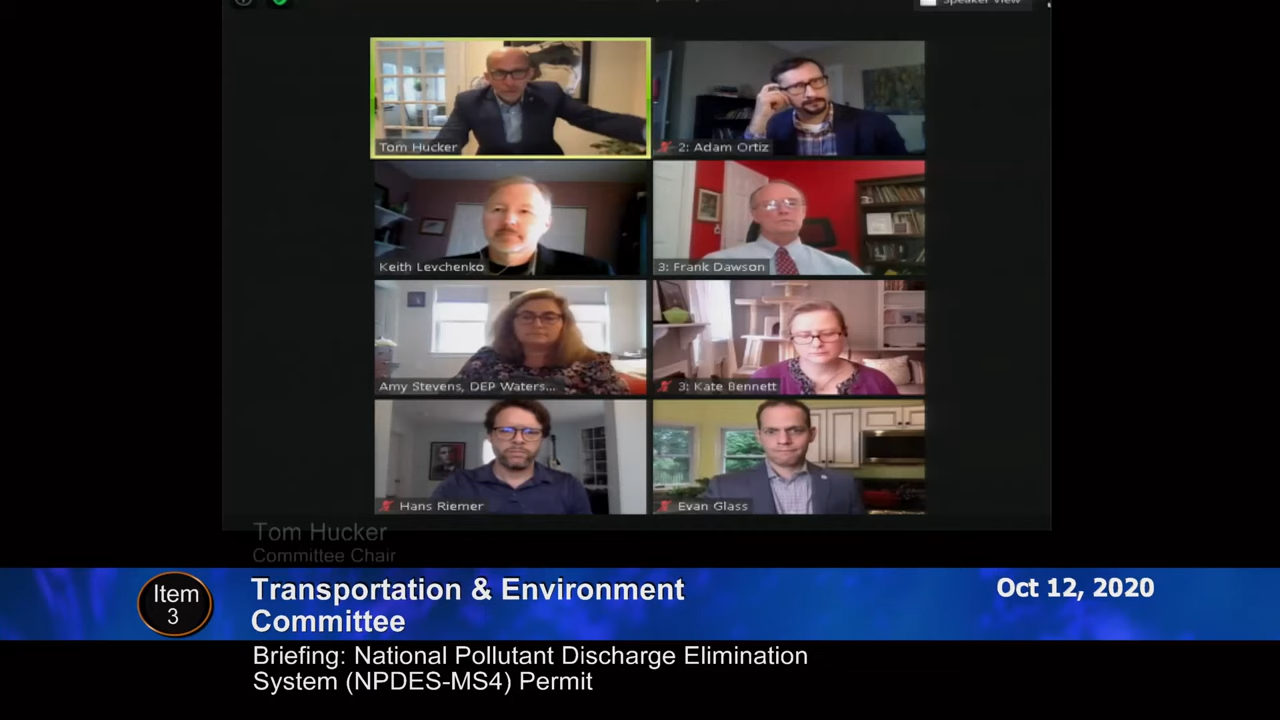 Speaker View
Tom Hucker
2: Adam Ortiz
Keith Levchenko
3: Frank Dawson
Amy Stevens, DEP Waters...
3: Kate Bennett
Hans Riemer
Evan Glass
Tom Hucker
Committee Chair
Item
3
Transportation & Environment
Committee
Oct 12, 2020
Briefing: National Pollutant Discharge Elimination
System (NPDES-MS4) Permit